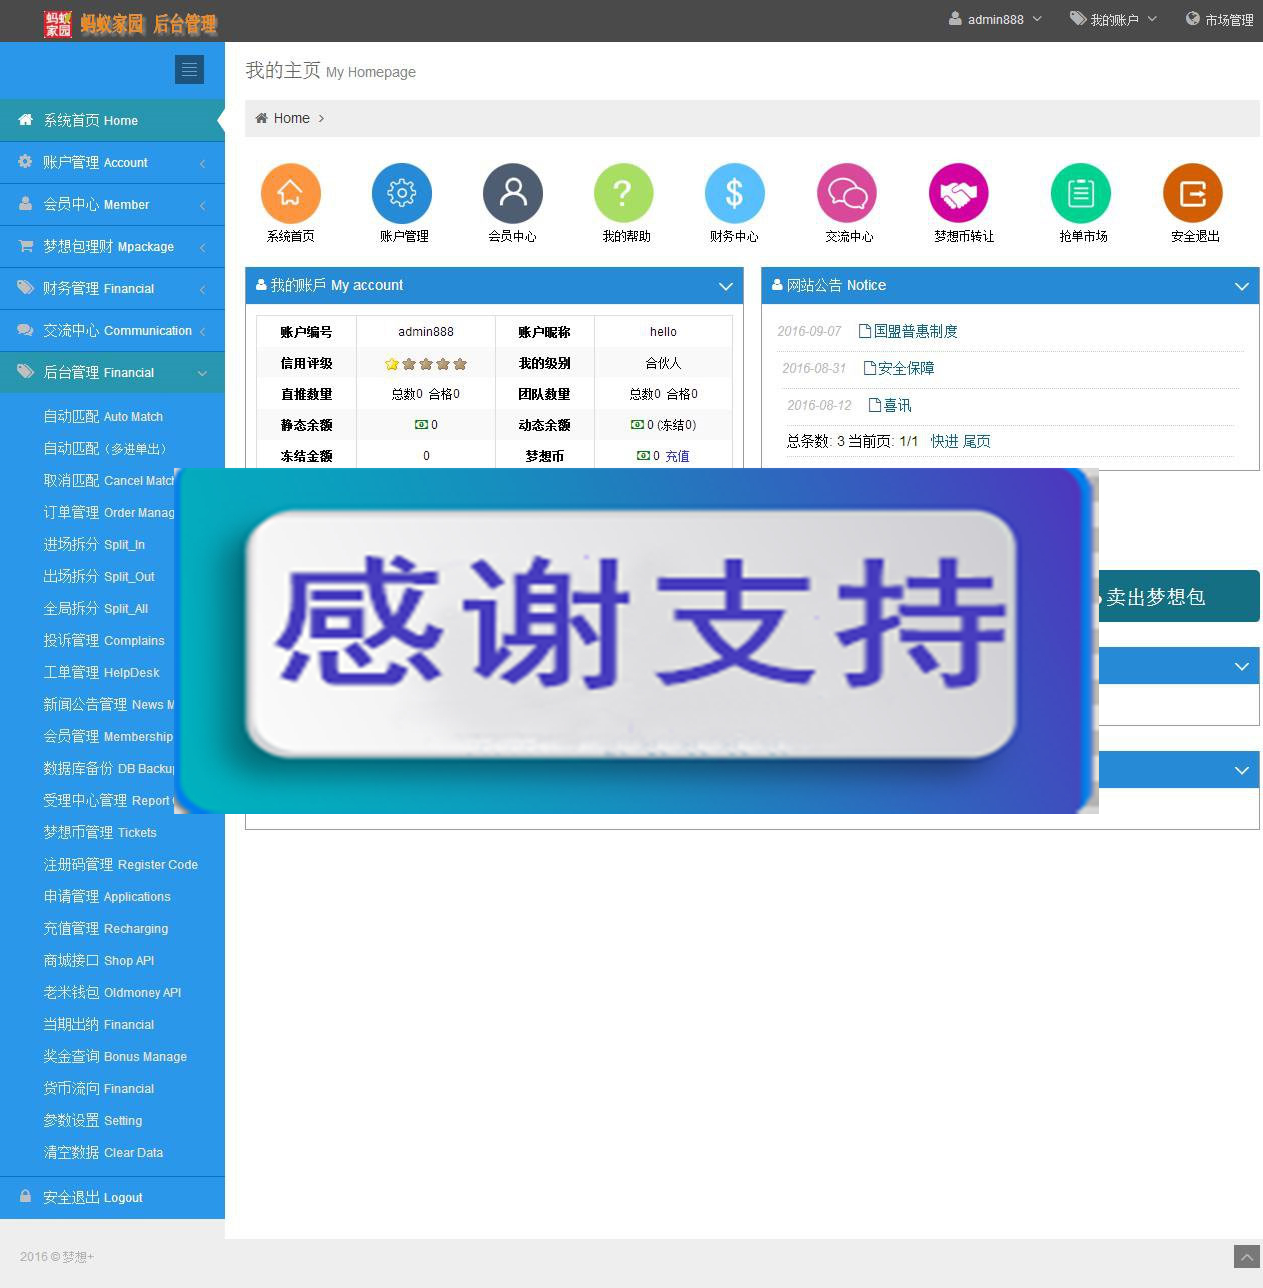 蚂蚁家园 蚂蚁家园 后台管理
admin888 我的账户 市场管理
我的主页 My Homepage
系统首页 Home
Home
账户管理 Account
会员中心 Member
梦想包理财 Mpackage
财务管理 Financial
交流中心 Communication
后台管理 Financial
自动匹配 Auto Match
自动匹配（多进单出）
取消匹配 Cancel Match
订单管理 Order Manag
进场拆分 Split_In
出场拆分 Split_Out
全局拆分 Split_All
投诉管理 Complains
工单管理 HelpDesk
新闻公告管理 News M
会员管理 Membership
数据库备份 DB Backup
受理中心管理 Report
梦想币管理 Tickets
注册码管理 Register Code
申请管理 Applications
充值管理 Recharging
商城接口 Shop API
老米钱包 Oldmoney API
当期出纳 Financial
奖金查询 Bonus Manage
货币流向 Financial
参数设置 Setting
清空数据 Clear Data
安全退出 Logout
系统首页 账户管理 会员中心 我的帮助 财务中心 交流中心 梦想币转让 抢单市场 安全退出
我的账戶 My account
账户编号 admin888 账户昵称 hello
信用评级 我的级别 合伙人
直推数量 总数0 合格0 团队数量 总数0 合格0
静态余额 0 动态余额 0 (冻结0)
冻结金额 0 梦想币 0 充值
网站公告 Notice
2016-09-07 国盟普惠制度
2016-08-31 安全保障
2016-08-12 喜讯
总条数: 3 当前页: 1/1 快进 尾页
感谢支持
卖出梦想包
2016 © 梦想+